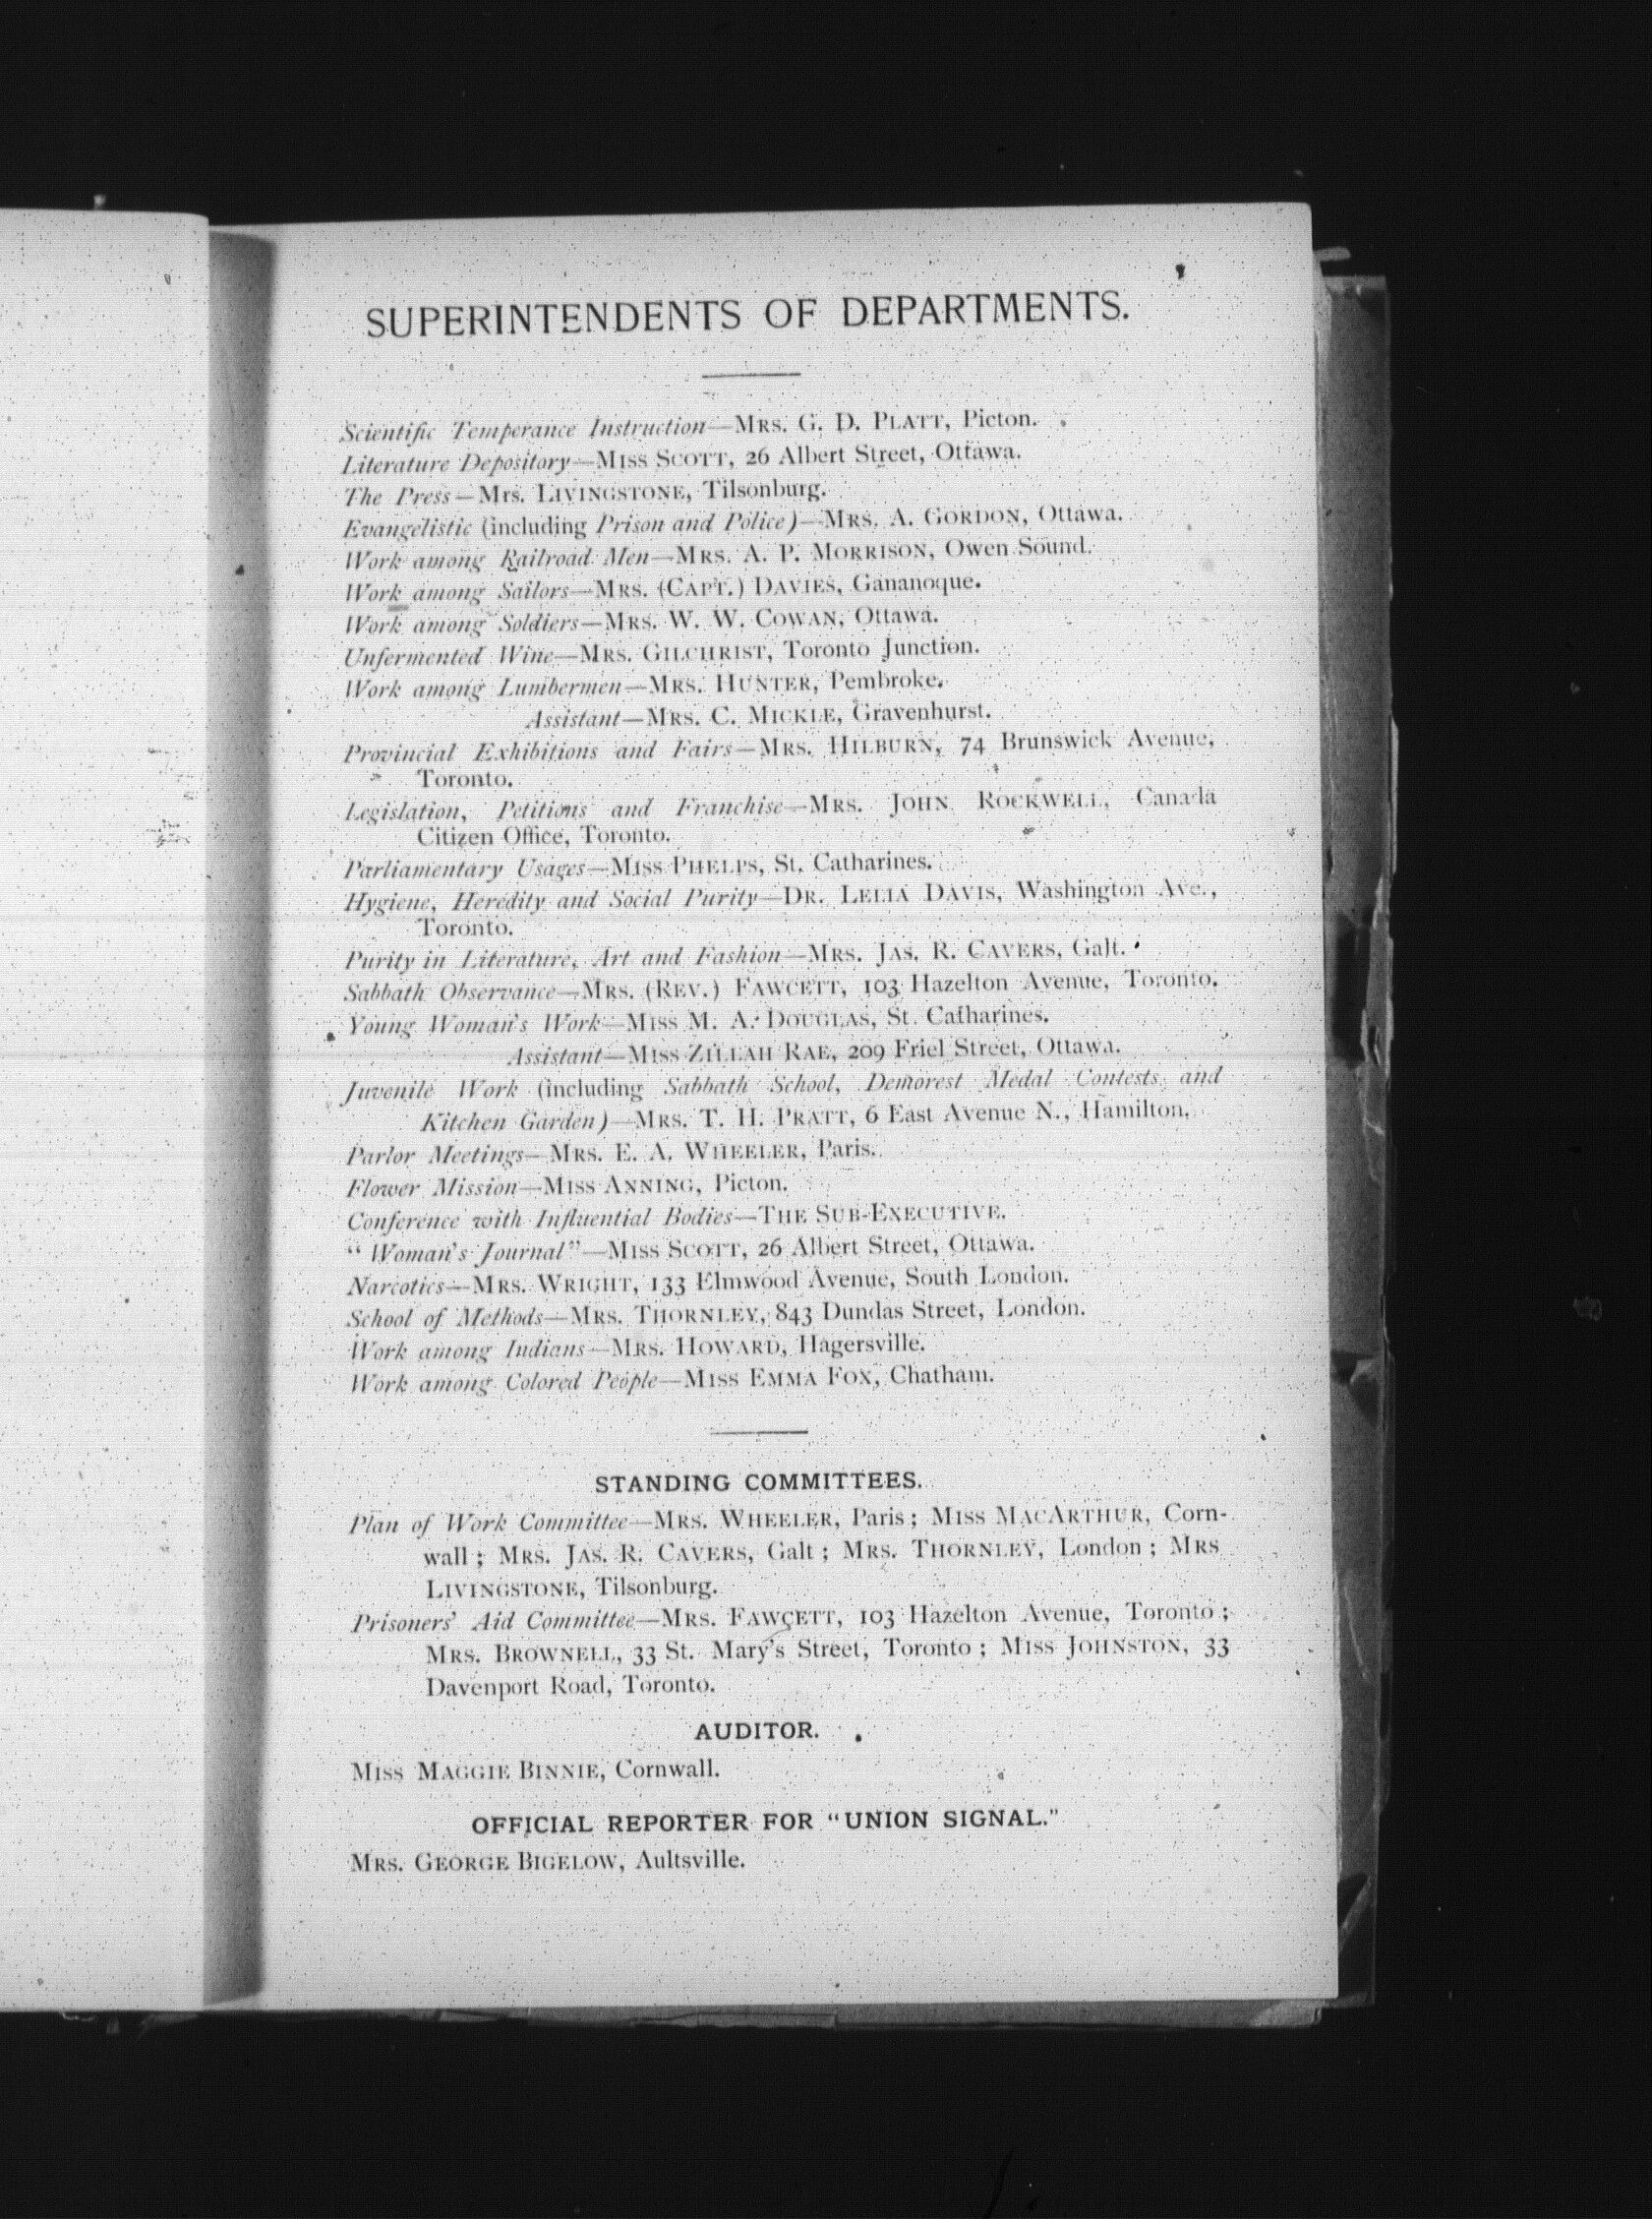 SUPERINTENDENTS OF DEPARTMENTS.
Scientific Temperance Instruction—MRS. G. D. PLATT, Picton.
Literature Depository—MISS SCOTT, 26 Albert Street, Ottawa.
The Press—Mrs. LIVINGSTONE, Tilsonburg.
Evangelistic (including Prison and Police)—MRS. A. GORDON, Ottawa.
Work among Railroad Men—MRS. A. P. MORRISON, Owen Sound.
Work among Sailors—MRS. (CAPT.) DAVIES, Gananoque.
Work among Soldiers—MRS. W. W. COWAN, Ottawa.
Unfermented Wine—MRS. GILCHRIST, Toronto Junction.
Work among Lumbermen—MRS. HUNTER, Pembroke.
Assistant—MRS. C. MICKLE, Gravenhurst.
Provincial Exhibitions and Fairs—MRS. HILBURN, 74 Brunswick Avenue,
Toronto.
Legislation, Petitions and Franchise—MRS. JOHN ROCKWELL, Canada
Citizen Office, Toronto.
Parliamentary Usages—MISS PHELPS, St. Catharines.
Hygiene, Heredity and Social Purity—DR. LELIA DAVIS, Washington Ave.,
Toronto.
Purity in Literature, Art and Fashion—MRS. JAS. R. CAVERS, Galt.
Sabbath Observance—MRS. (REV.) FAWCETT, 103 Hazelton Avenue, Toronto.
Young Woman's Work—MISS M. A. DOUGLAS, St. Catharines.
Assistant—MISS ZILLAH RAE, 209 Friel Street, Ottawa.
Juvenile Work (including Sabbath School, Demorest Medal Contests and
Kitchen Garden)—MRS. T. H. PRATT, 6 East Avenue N., Hamilton.
Parlor Meetings—MRS. E. A. WHEELER, Paris.
Flower Mission—MISS ANNING, Picton.
Conference with Influential Bodies—THE SUB-EXECUTIVE.
"Woman's Journal"—MISS SCOTT, 26 Albert Street, Ottawa.
Narcotics—MRS. WRIGHT, 133 Elmwood Avenue, South London.
School of Methods—MRS. THORNLEY, 843 Dundas Street, London.
Work among Indians—MRS. HOWARD, Hagersville.
Work among Colored People—MISS EMMA FOX, Chatham.
STANDING COMMITTEES.
Plan of Work Committee—MRS. WHEELER, Paris; MISS MACARTHUR, Corn-
wall; MRS. JAS. R. CAVERS, Galt; MRS. THORNLEY, London; MRS
LIVINGSTONE, Tilsonburg.
Prisoners' Aid Committee—MRS. FAWCETT, 103 Hazelton Avenue, Toronto;
MRS. BROWNELL, 33 St. Mary's Street, Toronto; MISS JOHNSTON, 33
Davenport Road, Toronto.
AUDITOR.
MISS MAGGIE BINNIE, Cornwall.
OFFICIAL REPORTER FOR "UNION SIGNAL."
MRS. GEORGE BIGELOW, Aultsville.